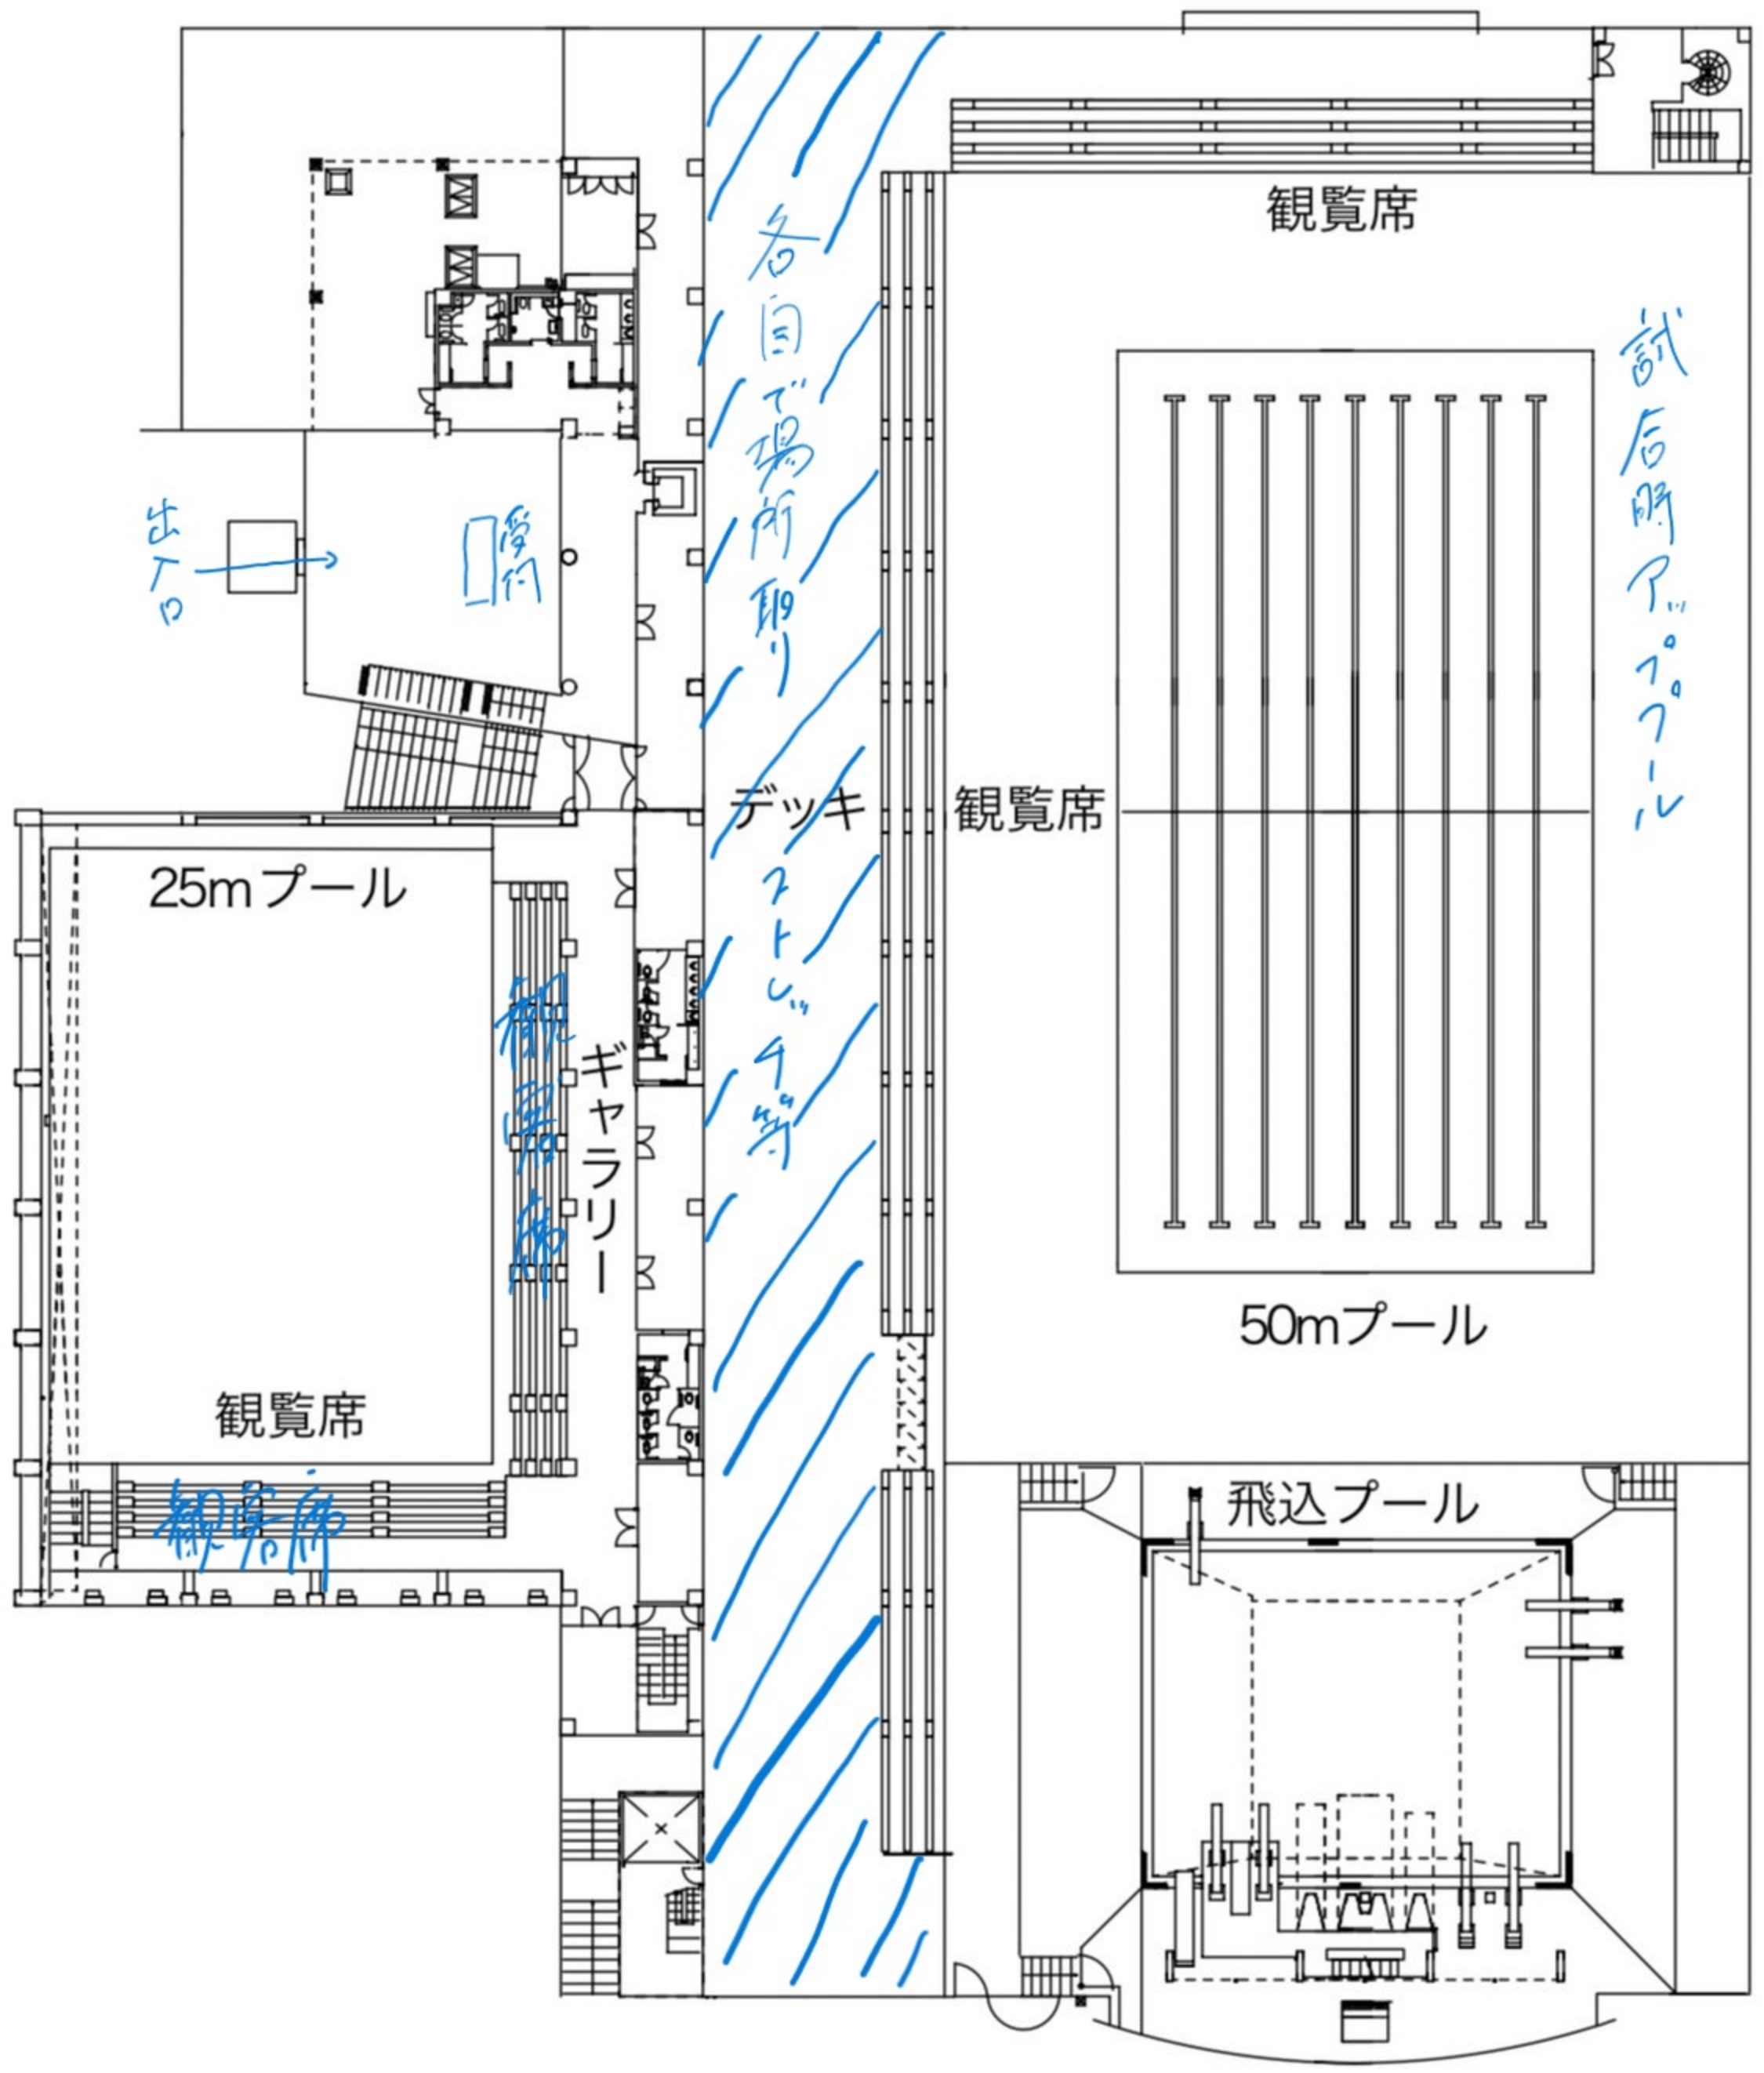 観覧席
各自で場所取り
試合時アッププール
出入口
受付
デッキ
観覧席
25mプール
ストレッチ等
観客席
ギャラリー
50mプール
観覧席
観客席
飛込プール